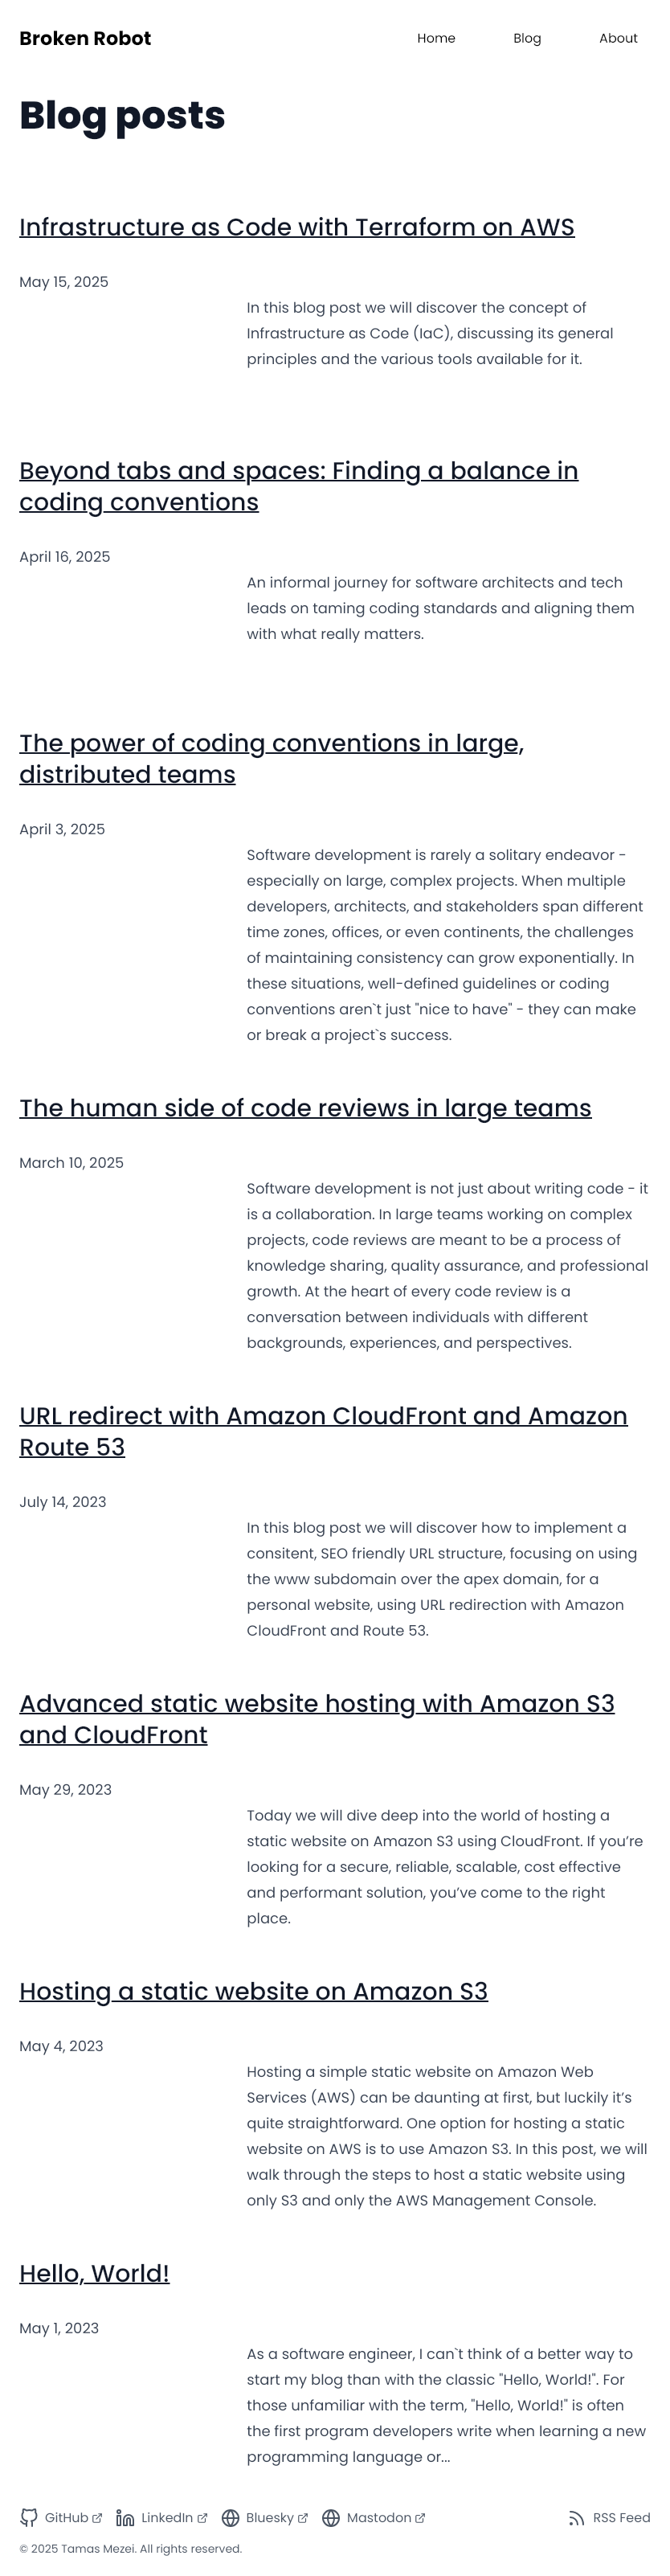 Broken Robot
Home
Blog
About
Blog posts
Infrastructure as Code with Terraform on AWS
May 15, 2025
In this blog post we will discover the concept of
Infrastructure as Code (IaC), discussing its general
principles and the various tools available for it.
Beyond tabs and spaces: Finding a balance in
coding conventions
April 16, 2025
An informal journey for software architects and tech
leads on taming coding standards and aligning them
with what really matters.
The power of coding conventions in large,
distributed teams
April 3, 2025
Software development is rarely a solitary endeavor -
especially on large, complex projects. When multiple
developers, architects, and stakeholders span different
time zones, offices, or even continents, the challenges
of maintaining consistency can grow exponentially. In
these situations, well-defined guidelines or coding
conventions aren`t just "nice to have" - they can make
or break a project`s success.
The human side of code reviews in large teams
March 10, 2025
Software development is not just about writing code - it
is a collaboration. In large teams working on complex
projects, code reviews are meant to be a process of
knowledge sharing, quality assurance, and professional
growth. At the heart of every code review is a
conversation between individuals with different
backgrounds, experiences, and perspectives.
URL redirect with Amazon CloudFront and Amazon
Route 53
July 14, 2023
In this blog post we will discover how to implement a
consitent, SEO friendly URL structure, focusing on using
the www subdomain over the apex domain, for a
personal website, using URL redirection with Amazon
CloudFront and Route 53.
Advanced static website hosting with Amazon S3
and CloudFront
May 29, 2023
Today we will dive deep into the world of hosting a
static website on Amazon S3 using CloudFront. If you’re
looking for a secure, reliable, scalable, cost effective
and performant solution, you’ve come to the right
place.
Hosting a static website on Amazon S3
May 4, 2023
Hosting a simple static website on Amazon Web
Services (AWS) can be daunting at first, but luckily it’s
quite straightforward. One option for hosting a static
website on AWS is to use Amazon S3. In this post, we will
walk through the steps to host a static website using
only S3 and only the AWS Management Console.
Hello, World!
May 1, 2023
As a software engineer, I can`t think of a better way to
start my blog than with the classic "Hello, World!". For
those unfamiliar with the term, "Hello, World!" is often
the first program developers write when learning a new
programming language or...
GitHub
LinkedIn
Bluesky
Mastodon
RSS Feed
© 2025 Tamas Mezei. All rights reserved.